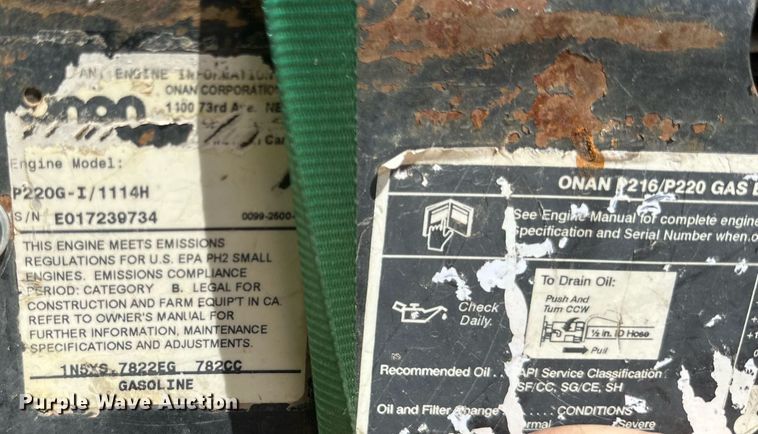 ENGINE INFORMATION
ONAN CORPORATION
1400 73rd Ave. NE
onan
Engine Model:
P220G-I/1114H
S/N E017239734
0099-2600
THIS ENGINE MEETS EMISSIONS
REGULATIONS FOR U.S. EPA PH2 SMALL
ENGINES. EMISSIONS COMPLIANCE
PERIOD: CATEGORY B. LEGAL FOR
CONSTRUCTION AND FARM EQUIP'T IN CA.
REFER TO OWNER'S MANUAL FOR
FURTHER INFORMATION, MAINTENANCE
SPECIFICATIONS AND ADJUSTMENTS.
1N5XS.7822EG 782CC
GASOLINE
ONAN P216/P220 GAS
See Engine Manual for complete engine
Specification and Serial Number when
To Drain Oil:
Push And
Turn CCW
½ in. ID Hose
Pull
Check
Daily.
Recommended Oil . . API Service Classification
SF/CC, SG/CE, SH
Oil and Filter Change . . . . . CONDITIONS
Normal Severe
Purple Wave Auction